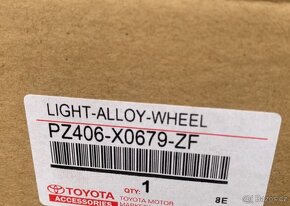 LIGHT-ALLOY-WHEEL
PZ406-X0679-ZF
TOYOTA
ACCESSORIES
QTY:
1
TOYOTA MOTOR
8E